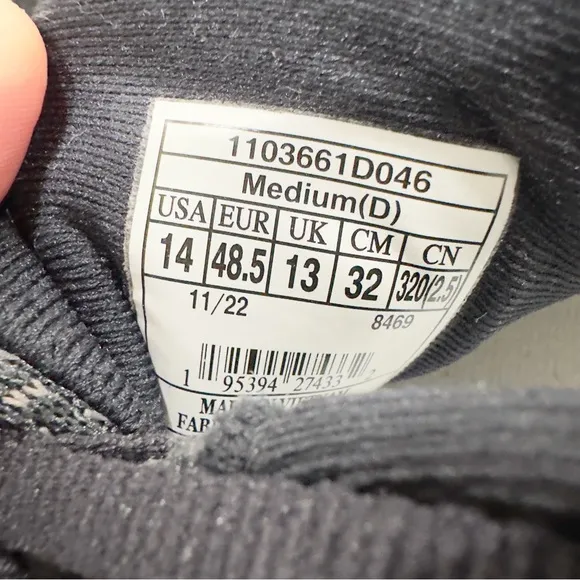 1103661D046
Medium(D)
USA EUR UK CM CN
14 48.5 13 32 320(2.5)
11/22
8469
1 95394 27433